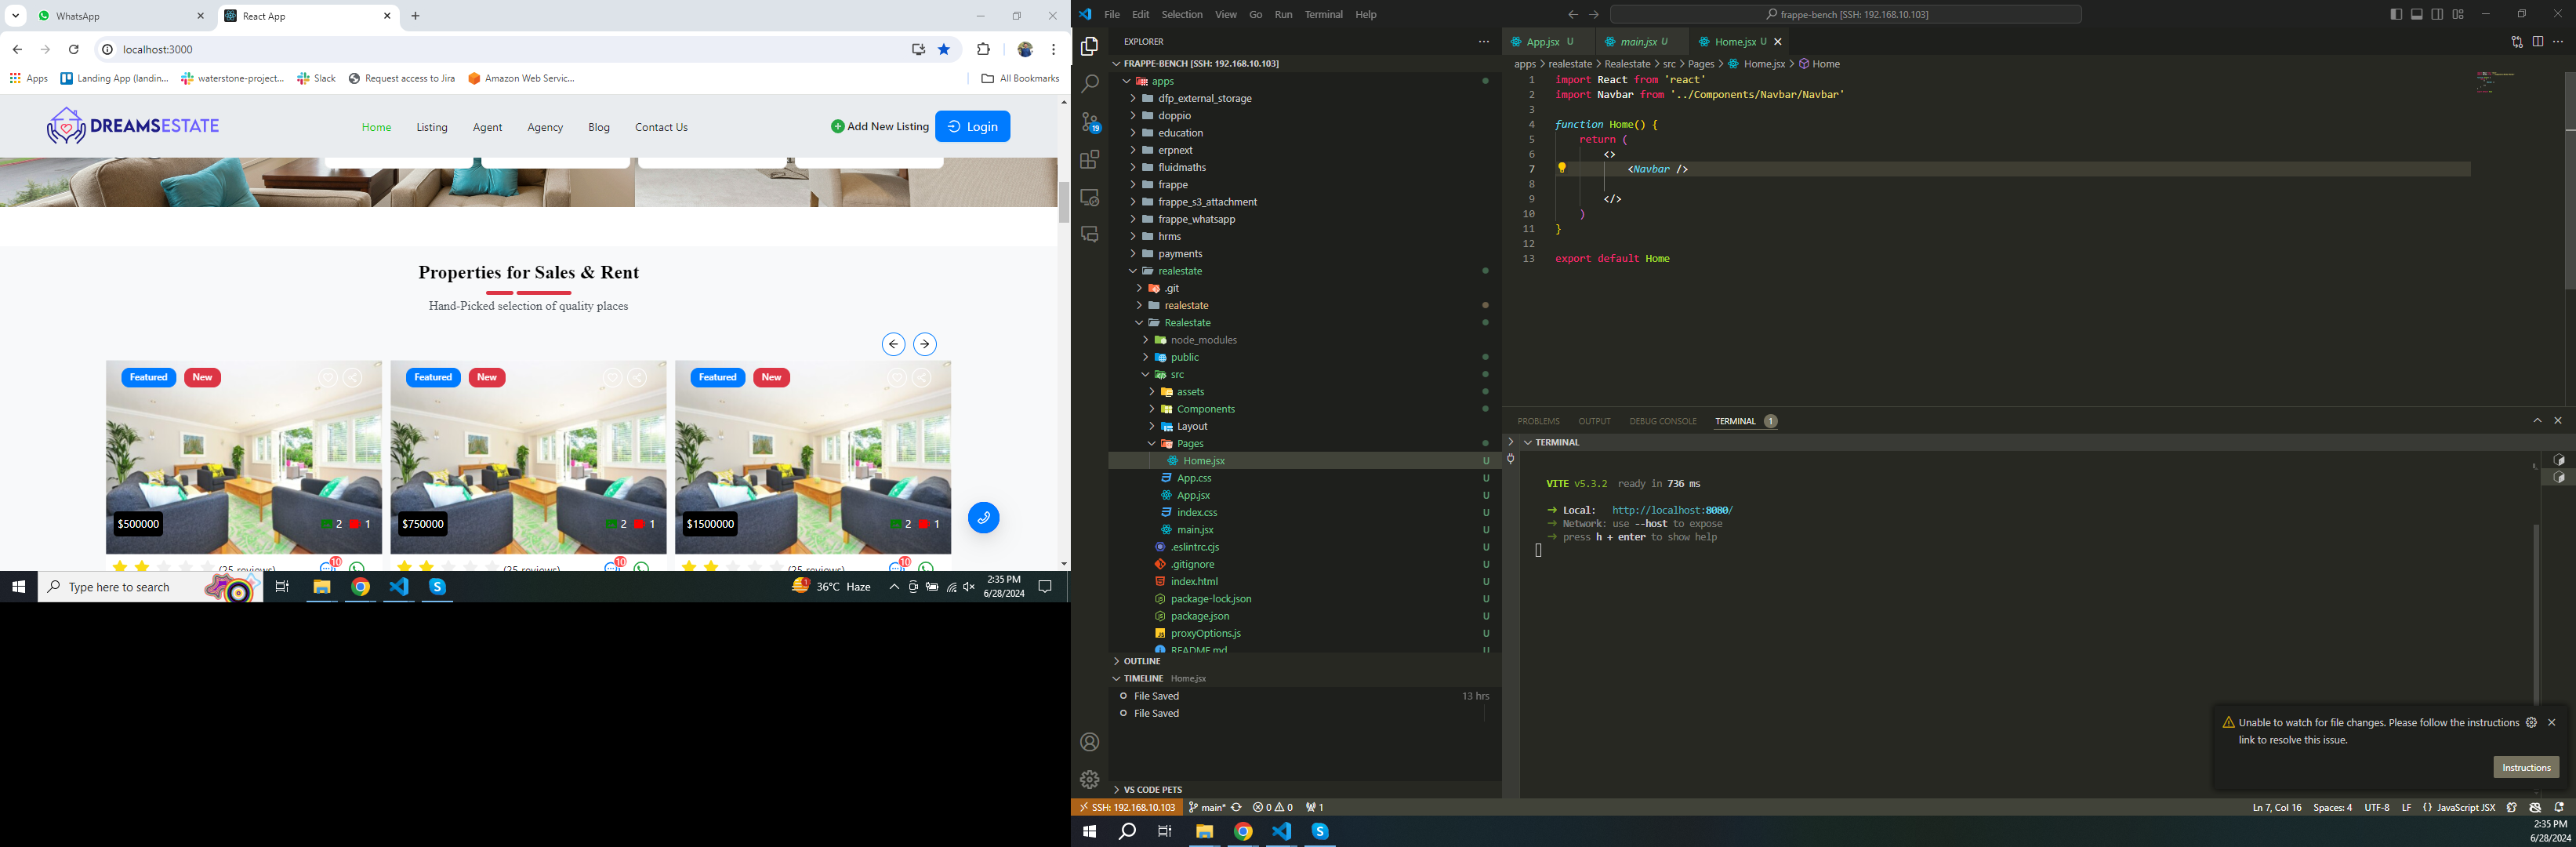 WhatsApp
React App
localhost:3000
Apps
Landing App (landin...
waterstone-project...
Slack
Request access to Jira
Amazon Web Servic...
All Bookmarks
DREAMSESTATE
Home
Listing
Agent
Agency
Blog
Contact Us
Add New Listing
Login
Properties for Sales & Rent
Hand-Picked selection of quality places
Featured New
$500000
2 1
(25 reviews)
10
Featured New
$750000
2 1
(25 reviews)
10
Featured New
$1500000
2 1
(25 reviews)
10
Type here to search
36°C Haze
2:35 PM
6/28/2024
File Edit Selection View Go Run Terminal Help
frappe-bench [SSH: 192.168.10.103]
EXPLORER
FRAPPE-BENCH [SSH: 192.168.10.103]
19
apps
dfp_external_storage
doppio
education
erpnext
fluidmaths
frappe
frappe_s3_attachment
frappe_whatsapp
hrms
payments
realestate
.git
realestate
Realestate
node_modules
public
src
assets
Components
Layout
Pages
Home.jsx U
App.css U
App.jsx U
index.css U
main.jsx U
.eslintrc.cjs U
.gitignore U
index.html U
package-lock.json U
package.json U
proxyOptions.js U
README.md U
OUTLINE
TIMELINE Home.jsx
File Saved 13 hrs
File Saved
VS CODE PETS
App.jsx U
main.jsx U
Home.jsx U
apps > realestate > Realestate > src > Pages > Home.jsx > Home
1 import React from 'react'
2 import Navbar from '../Components/Navbar/Navbar'
3
4 function Home() {
5 return (
6 <>
7 <Navbar />
8
9 </>
10 )
11 }
12
13 export default Home
PROBLEMS OUTPUT DEBUG CONSOLE TERMINAL 1
TERMINAL
VITE v5.3.2 ready in 736 ms
➜ Local: http://localhost:8080/
➜ Network: use --host to expose
➜ press h + enter to show help
Unable to watch for file changes. Please follow the instructions
link to resolve this issue.
Instructions
SSH: 192.168.10.103 main* 0 0 1
Ln 7, Col 16 Spaces: 4 UTF-8 LF {} JavaScript JSX
2:35 PM
6/28/2024